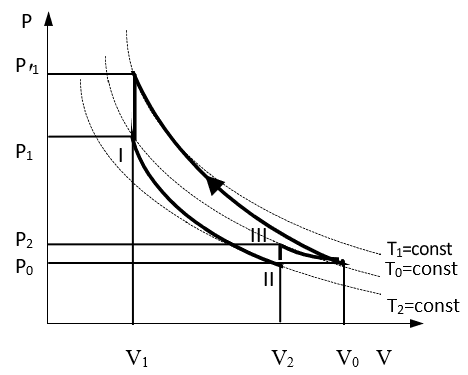 P
P′1
P1
I
P2
III
P0
II
T1=const
T0=const
T2=const
V1
V2
V0
V